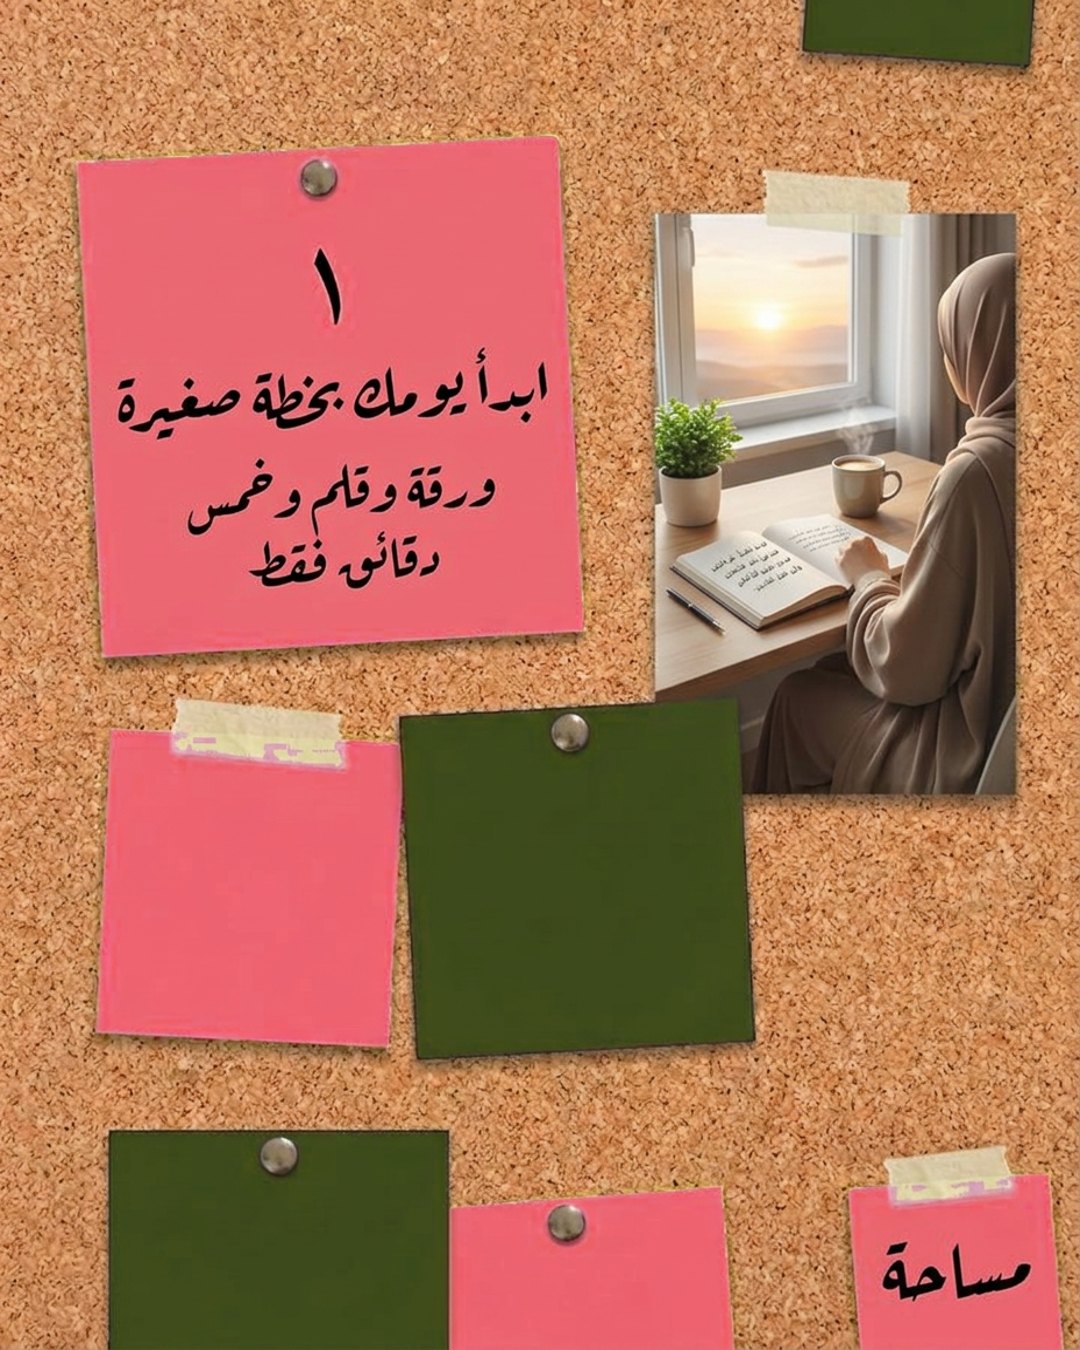 ١
ابدأ يومك بخطة صغيرة
ورقة وقلم وخمس
دقائق فقط
مساحة